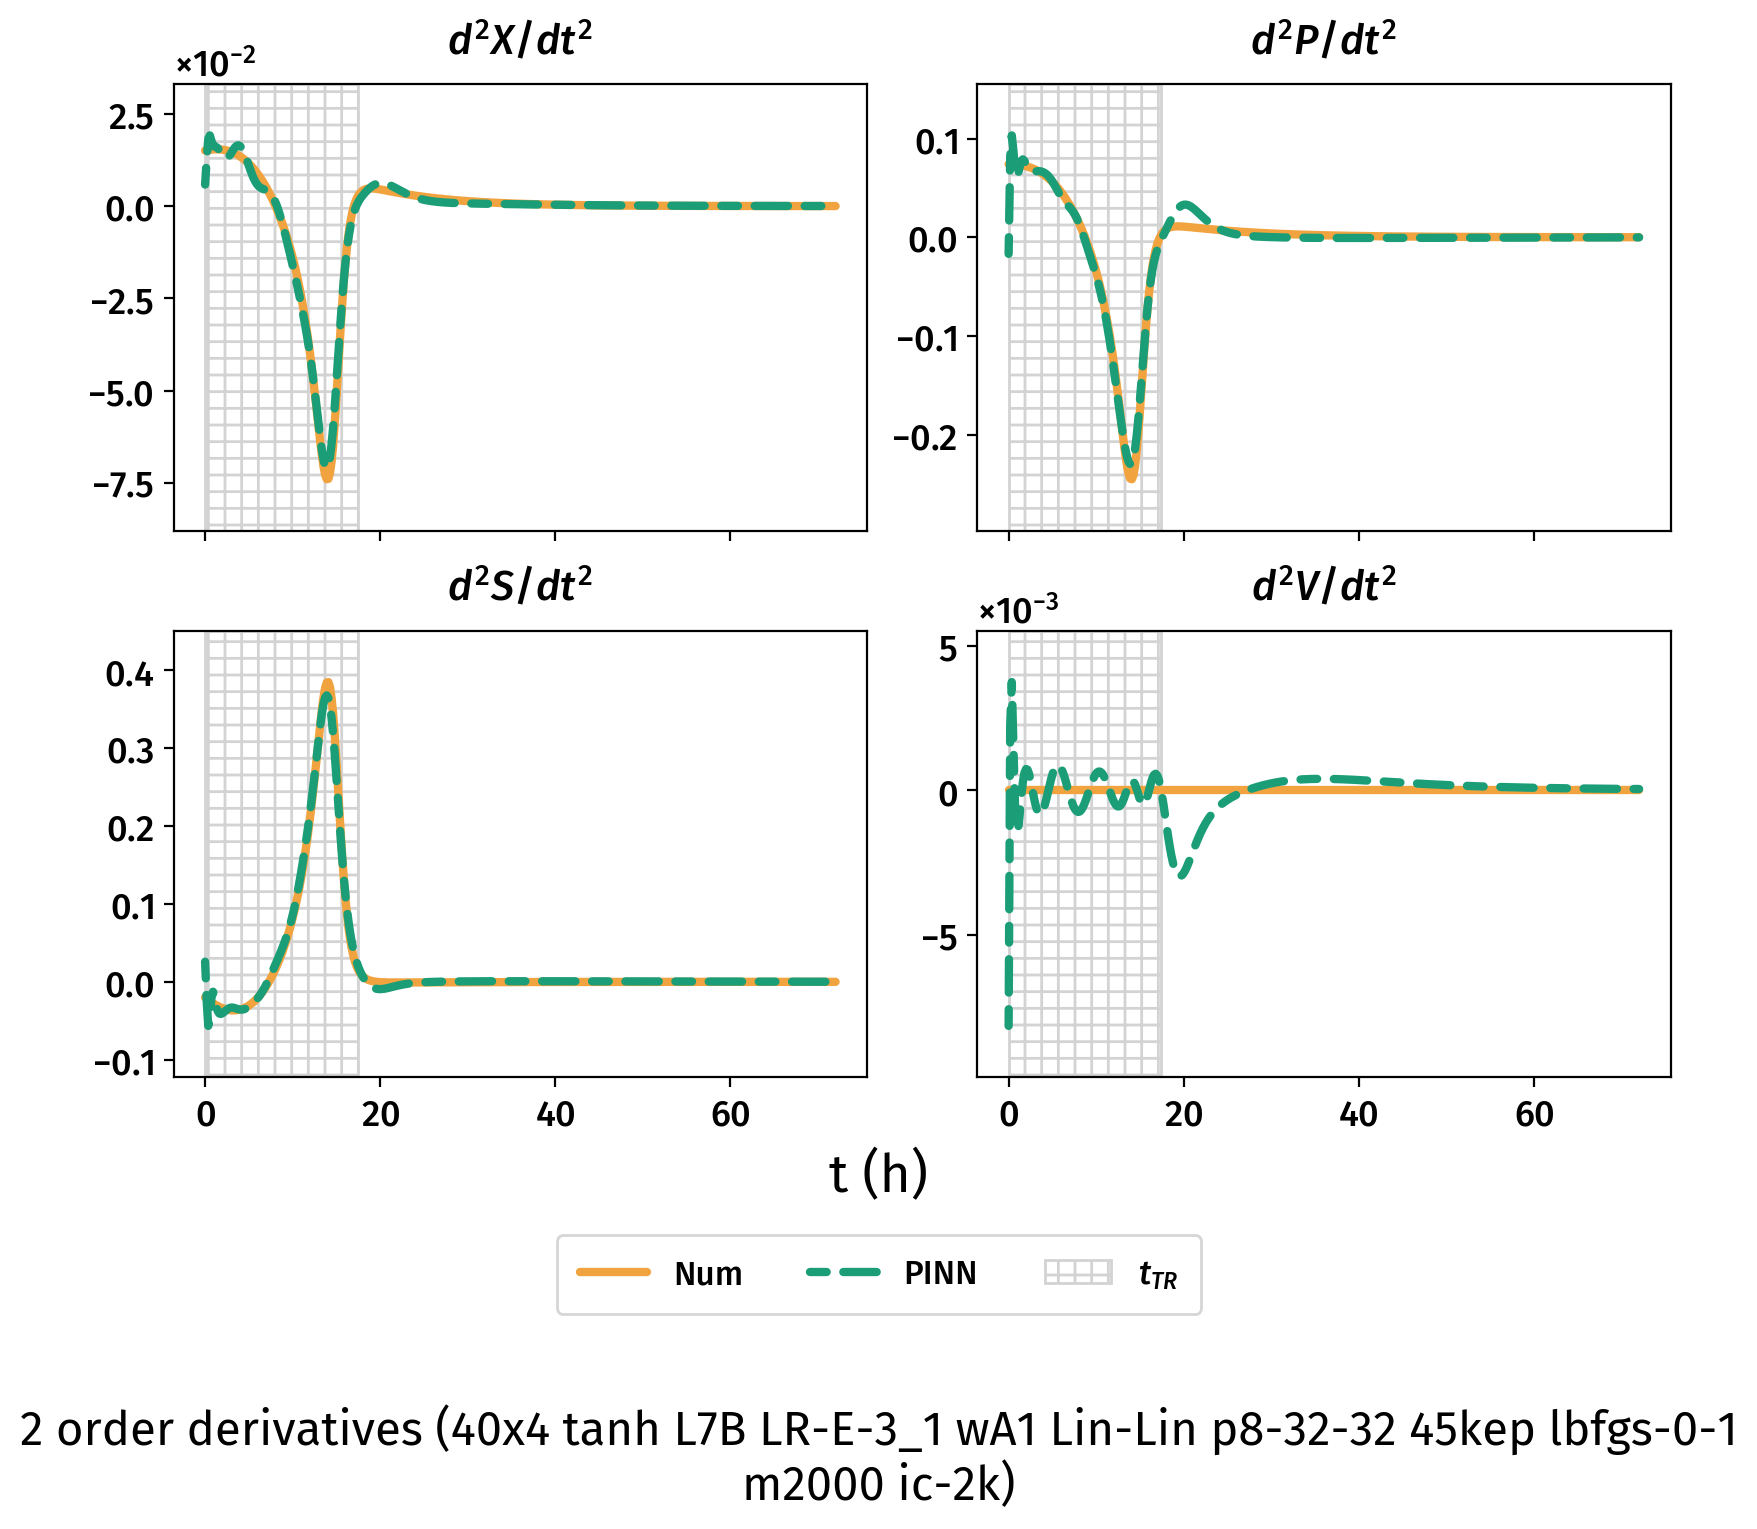 d²X/dt²
×10⁻²
2.5
0.0
−2.5
−5.0
−7.5
d²P/dt²
0.1
0.0
−0.1
−0.2
d²S/dt²
0.4
0.3
0.2
0.1
0.0
−0.1
0 20 40 60
d²V/dt²
×10⁻³
5
0
−5
0 20 40 60
t (h)
Num PINN t_TR
2 order derivatives (40x4 tanh L7B LR-E-3_1 wA1 Lin-Lin p8-32-32 45kep lbfgs-0-1
m2000 ic-2k)